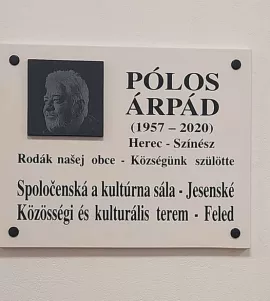 PÓLOS
ÁRPÁD
(1957 – 2020)
Herec - Színész
Rodák našej obce - Községünk szülötte
Spoločenská a kultúrna sála - Jesenské
Közösségi és kulturális terem - Feled